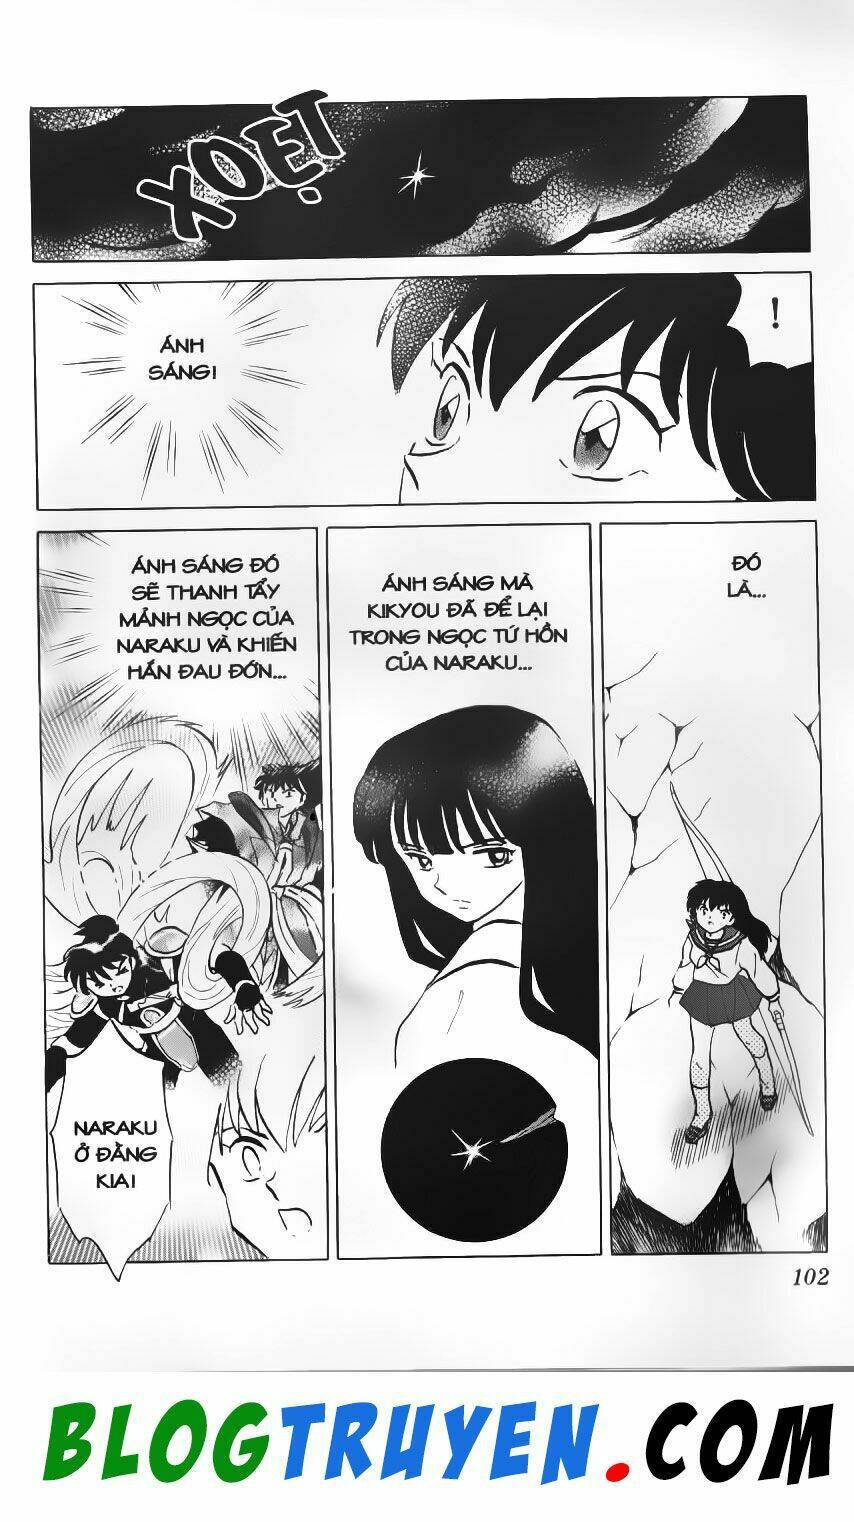 XOẸT
!
ÁNH
SÁNG!
ĐÓ
LÀ...
ÁNH SÁNG MÀ
KIKYOU ĐÃ ĐỂ LẠI
TRONG NGỌC TỨ HỒN
CỦA NARAKU...
ÁNH SÁNG ĐÓ
SẼ THANH TẨY
MẢNH NGỌC CỦA
NARAKU VÀ KHIẾN
HẮN ĐAU ĐỚN...
NARAKU
Ở ĐẰNG
KIA!
102
BLOGTRUYEN.COM